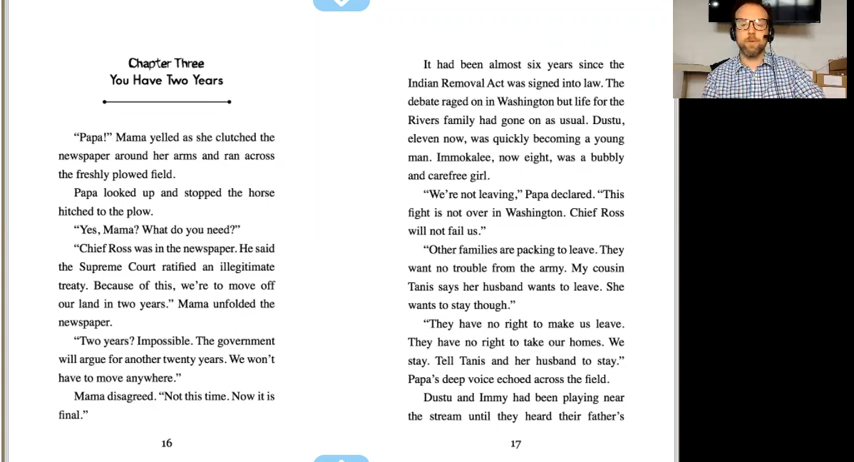 Chapter Three
You Have Two Years
“Papa!” Mama yelled as she clutched the
newspaper around her arms and ran across
the freshly plowed field.
Papa looked up and stopped the horse
hitched to the plow.
“Yes, Mama? What do you need?”
“Chief Ross was in the newspaper. He said
the Supreme Court ratified an illegitimate
treaty. Because of this, we’re to move off
our land in two years.” Mama unfolded the
newspaper.
“Two years? Impossible. The government
will argue for another twenty years. We won’t
have to move anywhere.”
Mama disagreed. “Not this time. Now it is
final.”
16
It had been almost six years since the
Indian Removal Act was signed into law. The
debate raged on in Washington but life for the
Rivers family had gone on as usual. Dustu,
eleven now, was quickly becoming a young
man. Immokalee, now eight, was a bubbly
and carefree girl.
“We’re not leaving,” Papa declared. “This
fight is not over in Washington. Chief Ross
will not fail us.”
“Other families are packing to leave. They
want no trouble from the army. My cousin
Tanis says her husband wants to leave. She
wants to stay though.”
“They have no right to make us leave.
They have no right to take our homes. We
stay. Tell Tanis and her husband to stay.”
Papa’s deep voice echoed across the field.
Dustu and Immy had been playing near
the stream until they heard their father’s
17